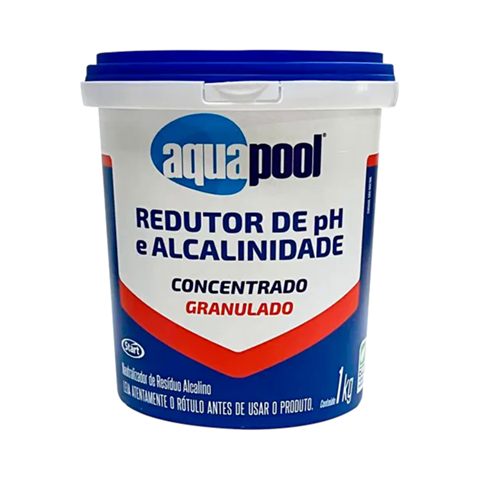 aquapool®
REDUTOR DE pH
e ALCALINIDADE
CONCENTRADO
GRANULADO
Start
Neutralizador de Resíduo Alcalino
LEIA ATENTAMENTE O RÓTULO ANTES DE USAR O PRODUTO.
Conteúdo 1kg